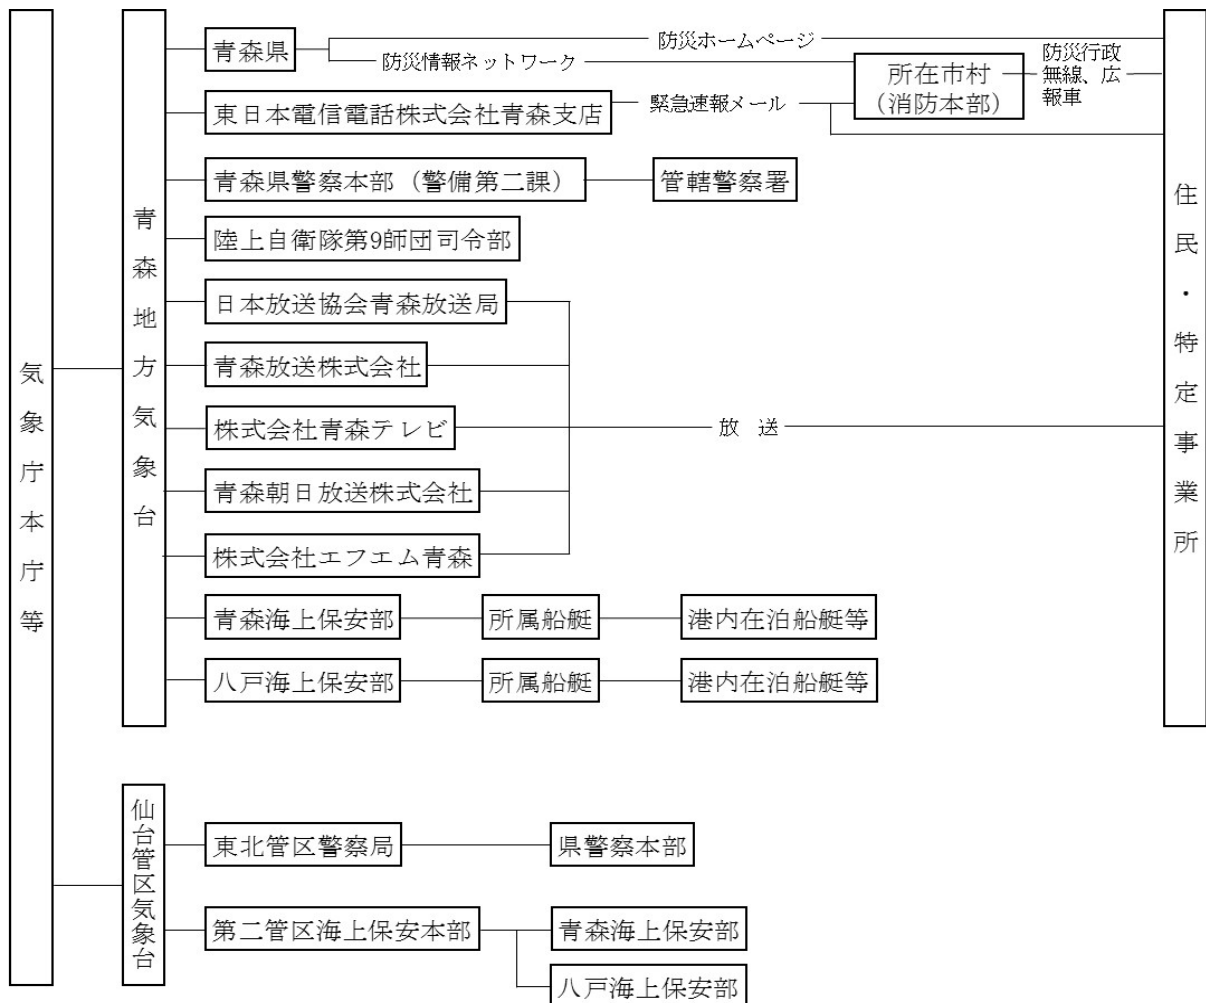 気象庁本庁等
青森地方気象台
青森県
防災ホームページ
防災情報ネットワーク
所在市村
(消防本部)
防災行政
無線、広
報車
東日本電信電話株式会社青森支店
緊急速報メール
青森県警察本部(警備第二課)
管轄警察署
陸上自衛隊第9師団司令部
日本放送協会青森放送局
青森放送株式会社
株式会社青森テレビ
放 送
青森朝日放送株式会社
株式会社エフエム青森
青森海上保安部
所属船艇
港内在泊船艇等
八戸海上保安部
所属船艇
港内在泊船艇等
住民・特定事業所
仙台管区気象台
東北管区警察局
県警察本部
第二管区海上保安本部
青森海上保安部
八戸海上保安部